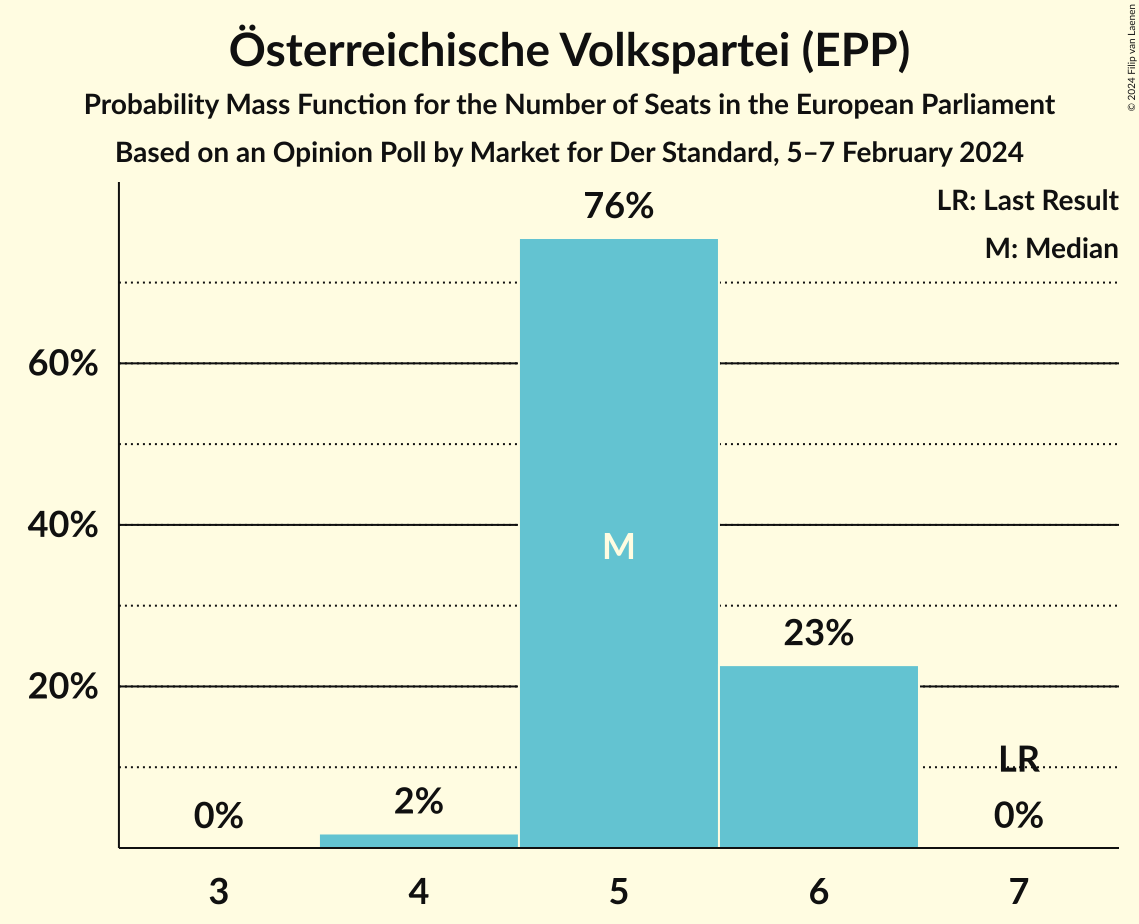 Österreichische Volkspartei (EPP)
Probability Mass Function for the Number of Seats in the European Parliament
Based on an Opinion Poll by Market for Der Standard, 5–7 February 2024
© 2024 Filip van Laenen
LR: Last Result
M: Median
76%
60%
40%
M
23%
20%
LR
0%
2%
0%
3
4
5
6
7